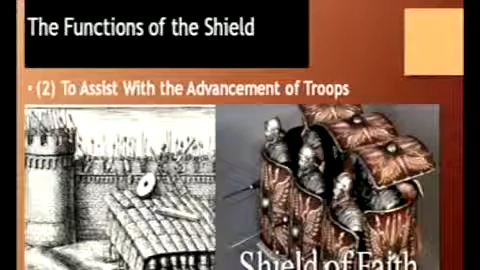 The Functions of the Shield
• (2) To Assist With the Advancement of Troops
Shield of Faith